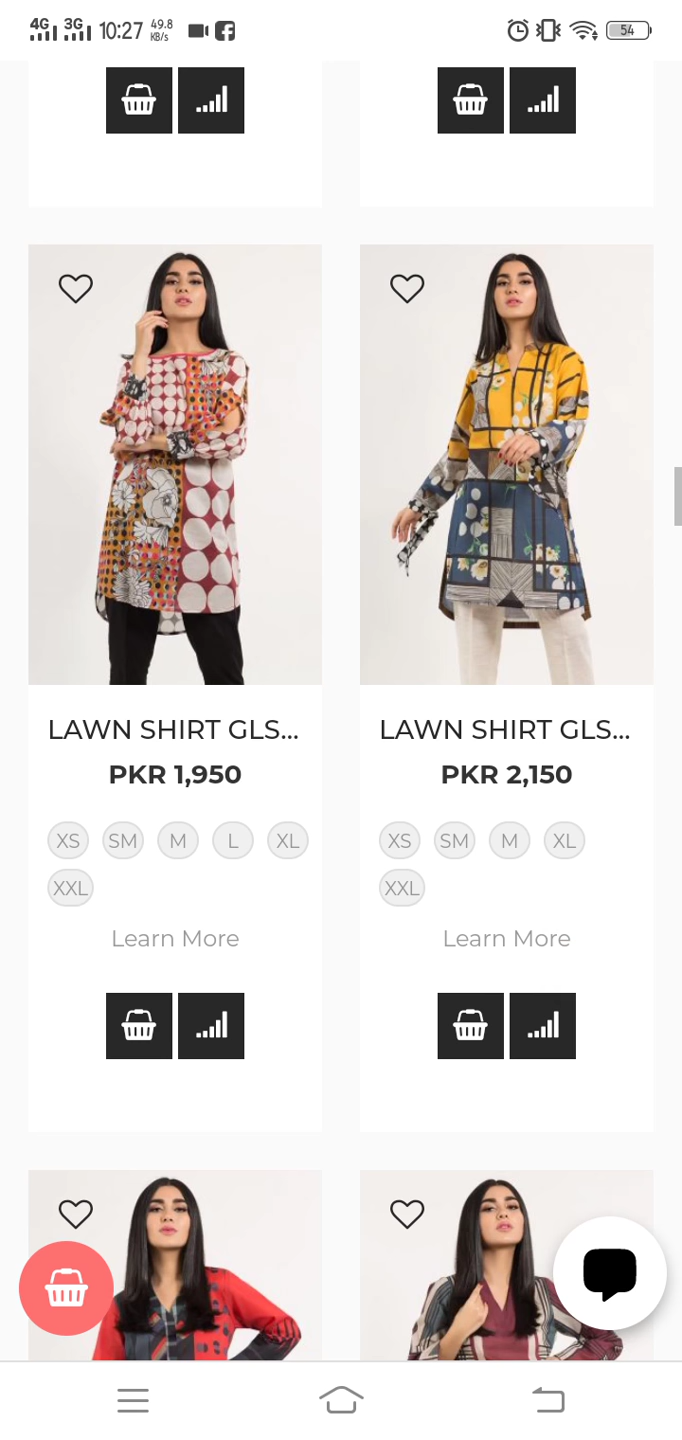 4G 3G 10:27 49.8 KB/s 54
LAWN SHIRT GLS...
PKR 1,950
XS SM M L XL
XXL
Learn More
LAWN SHIRT GLS...
PKR 2,150
XS SM M XL
XXL
Learn More